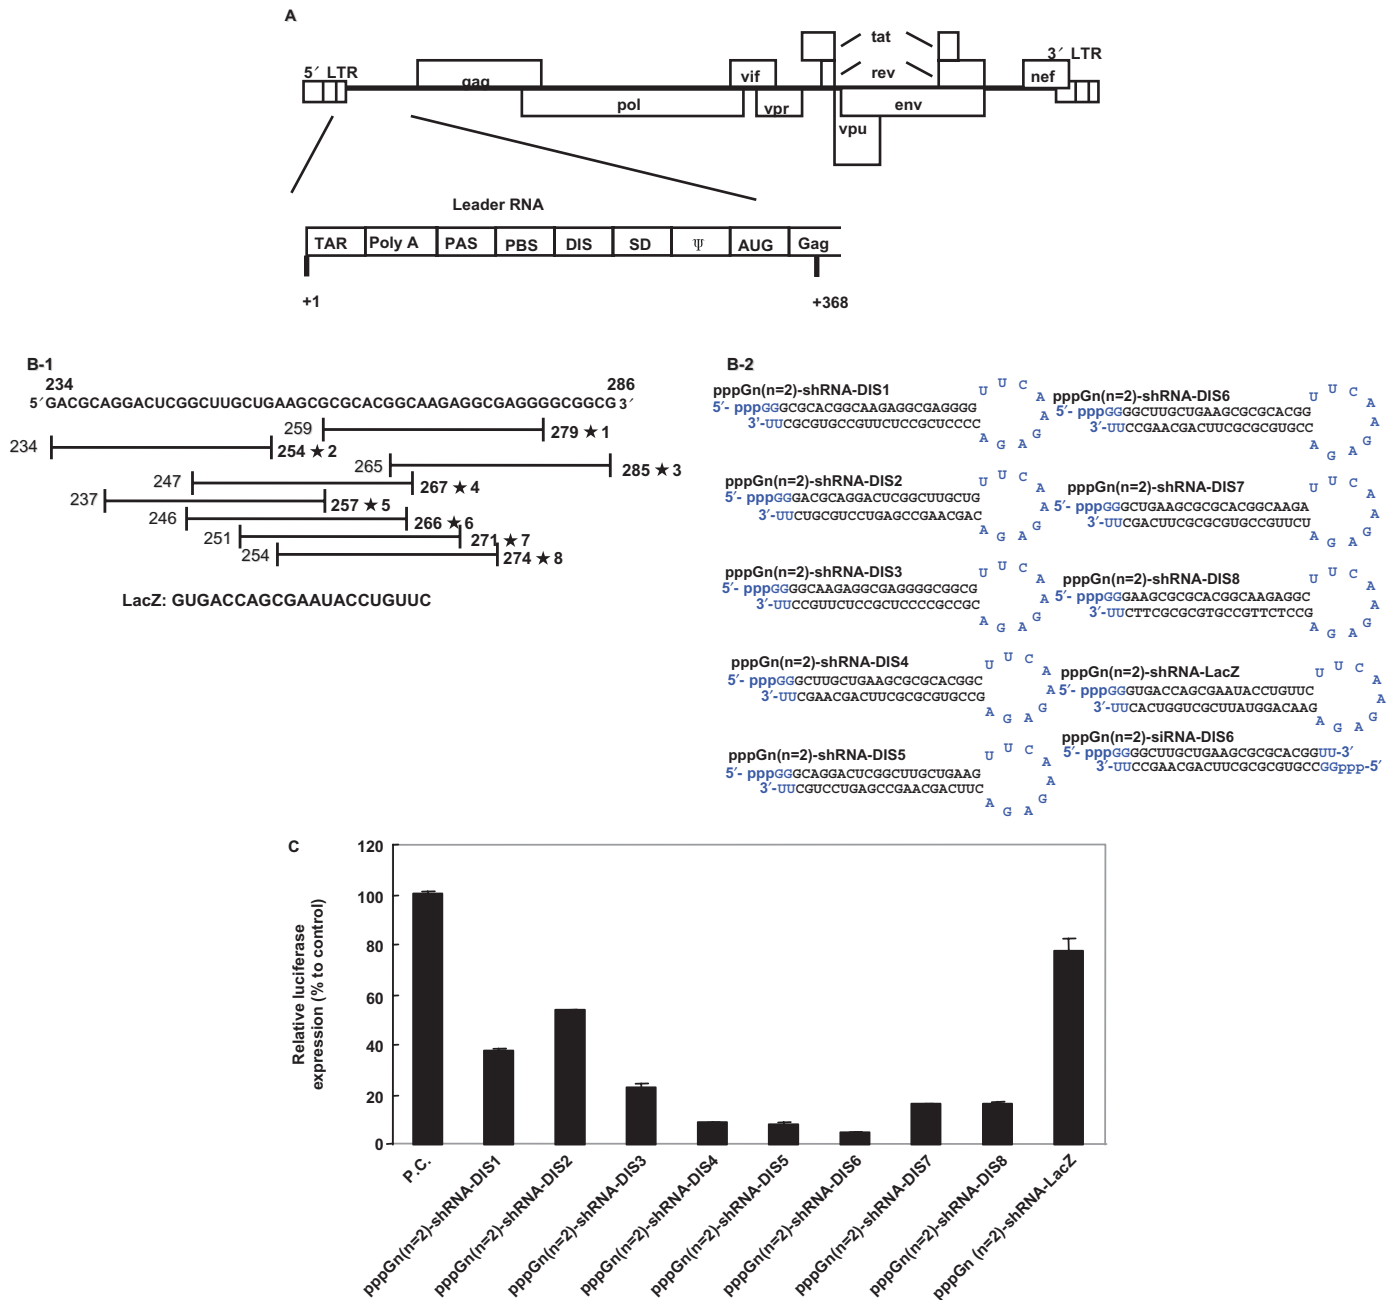 A
5′ LTR
gag
pol
vif
vpr
tat
rev
vpu
env
nef
3′ LTR
Leader RNA
TAR Poly A PAS PBS DIS SD Ψ AUG Gag
+1 +368
B-1
234 286
5′GACGCAGGACUCGGCUUGCUGAAGCGCGCACGGCAAGAGGCGAGGGGCGGCG3′
259 279 ★ 1
234 254 ★ 2
265 285 ★ 3
247 267 ★ 4
237 257 ★ 5
246 266 ★ 6
251 271 ★ 7
254 274 ★ 8
LacZ: GUGACCAGCGAAUACCUGUUC
B-2
pppGn(n=2)-shRNA-DIS1
5′- pppGGGCGCACGGCAAGAGGCGAGGGG
3′-UUCGCGUGCCGUUCUCCGCUCCCC
U U C A A G A G A
pppGn(n=2)-shRNA-DIS2
5′- pppGGGACGCAGGACUCGGCUUGCUG
3′-UUCUGCGUCCUGAGCCGAACGAC
U U C A A G A G A
pppGn(n=2)-shRNA-DIS3
5′- pppGGGCAAGAGGCGAGGGGCGGCG
3′-UUCCGUUCUCCGCUCCCCGCCGC
U U C A A G A G A
pppGn(n=2)-shRNA-DIS4
5′- pppGGGCUUGCUGAAGCGCGCACGGC
3′-UUCGAACGACUUCGCGCGUGCCG
U U C A A G A G A
pppGn(n=2)-shRNA-DIS5
5′- pppGGGCAGGACUCGGCUUGCUGAAG
3′-UUCGUCCUGAGCCGAACGACUUC
U U C A A G A G A
pppGn(n=2)-shRNA-DIS6
5′- pppGGGGCUUGCUGAAGCGCGCACGG
3′-UUCCGAACGACUUCGCGCGUGCC
U U C A A G A G A
pppGn(n=2)-shRNA-DIS7
5′- pppGGGCUGAAGCGCGCACGGCAAGA
3′-UUCGACUUCGCGCGUGCCGUUCU
U U C A A G A G A
pppGn(n=2)-shRNA-DIS8
5′- pppGGGAAGCGCGCACGGCAAGAGGC
3′-UUCUTCGCGCGUGCCGUUCTCCG
U U C A A G A G A
pppGn(n=2)-shRNA-LacZ
5′- pppGGGUGACCAGCGAAUACCUGUUC
3′-UUCACUGGUCGCUUAUGGACAAG
U U C A A G A G A
pppGn(n=2)-siRNA-DIS6
5′- pppGGGGCUUGCUGAAGCGCGCACGGUU-3′
3′-UUCCGAACGACUUCGCGCGUGCCGGppp-5′
C
Relative luciferase
expression (% to control)
120
100
80
60
40
20
0
P.C.
pppGn(n=2)-shRNA-DIS1
pppGn(n=2)-shRNA-DIS2
pppGn(n=2)-shRNA-DIS3
pppGn(n=2)-shRNA-DIS4
pppGn(n=2)-shRNA-DIS5
pppGn(n=2)-shRNA-DIS6
pppGn(n=2)-shRNA-DIS7
pppGn(n=2)-shRNA-DIS8
pppGn (n=2)-shRNA-LacZ